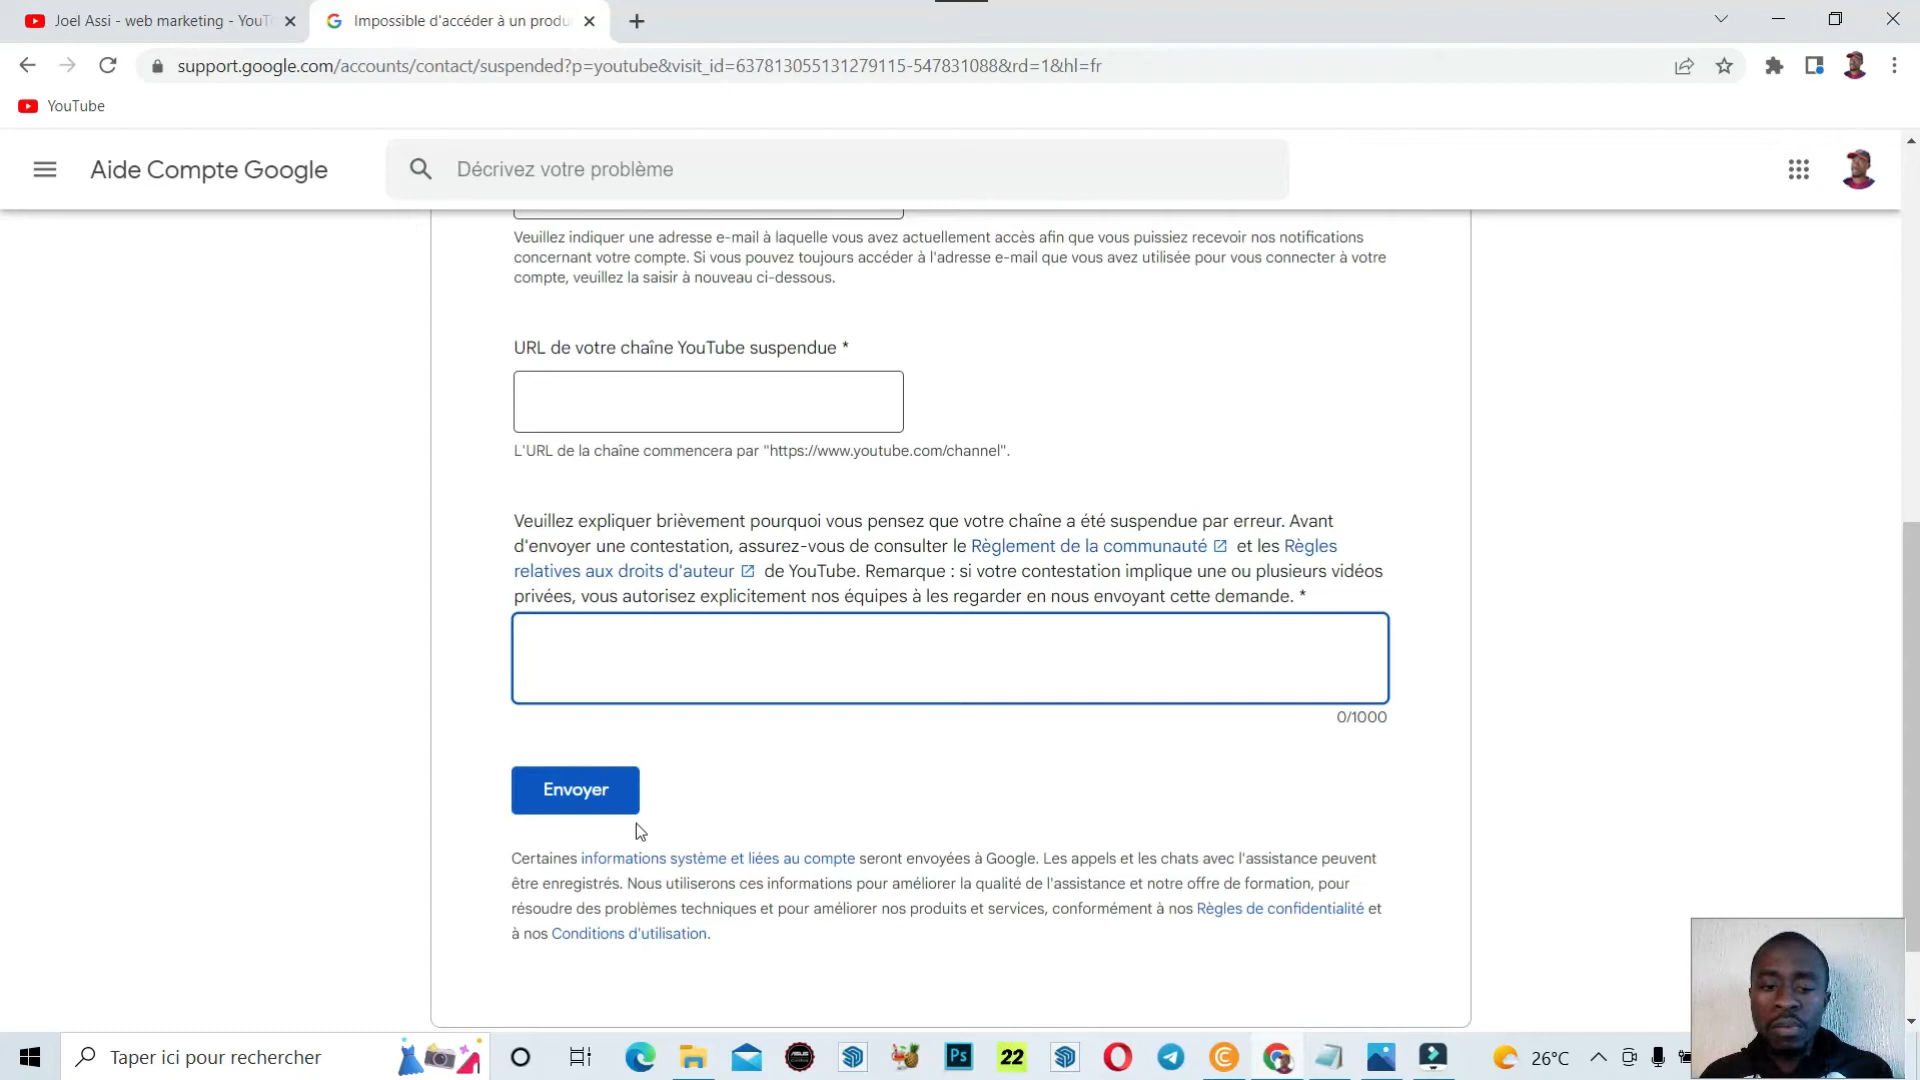 Joel Assi - web marketing - YouT
Impossible d'accéder à un produ
support.google.com/accounts/contact/suspended?p=youtube&visit_id=637813055131279115-547831088&rd=1&hl=fr
YouTube
Aide Compte Google
Décrivez votre problème
Veuillez indiquer une adresse e-mail à laquelle vous avez actuellement accès afin que vous puissiez recevoir nos notifications
concernant votre compte. Si vous pouvez toujours accéder à l'adresse e-mail que vous avez utilisée pour vous connecter à votre
compte, veuillez la saisir à nouveau ci-dessous.
URL de votre chaîne YouTube suspendue *
L'URL de la chaîne commencera par "https://www.youtube.com/channel".
Veuillez expliquer brièvement pourquoi vous pensez que votre chaîne a été suspendue par erreur. Avant
d'envoyer une contestation, assurez-vous de consulter le Règlement de la communauté et les Règles
relatives aux droits d'auteur de YouTube. Remarque : si votre contestation implique une ou plusieurs vidéos
privées, vous autorisez explicitement nos équipes à les regarder en nous envoyant cette demande. *
0/1000
Envoyer
Certaines informations système et liées au compte seront envoyées à Google. Les appels et les chats avec l'assistance peuvent
être enregistrés. Nous utiliserons ces informations pour améliorer la qualité de l'assistance et notre offre de formation, pour
résoudre des problèmes techniques et pour améliorer nos produits et services, conformément à nos Règles de confidentialité et
à nos Conditions d'utilisation.
Taper ici pour rechercher
Ps
22
26°C